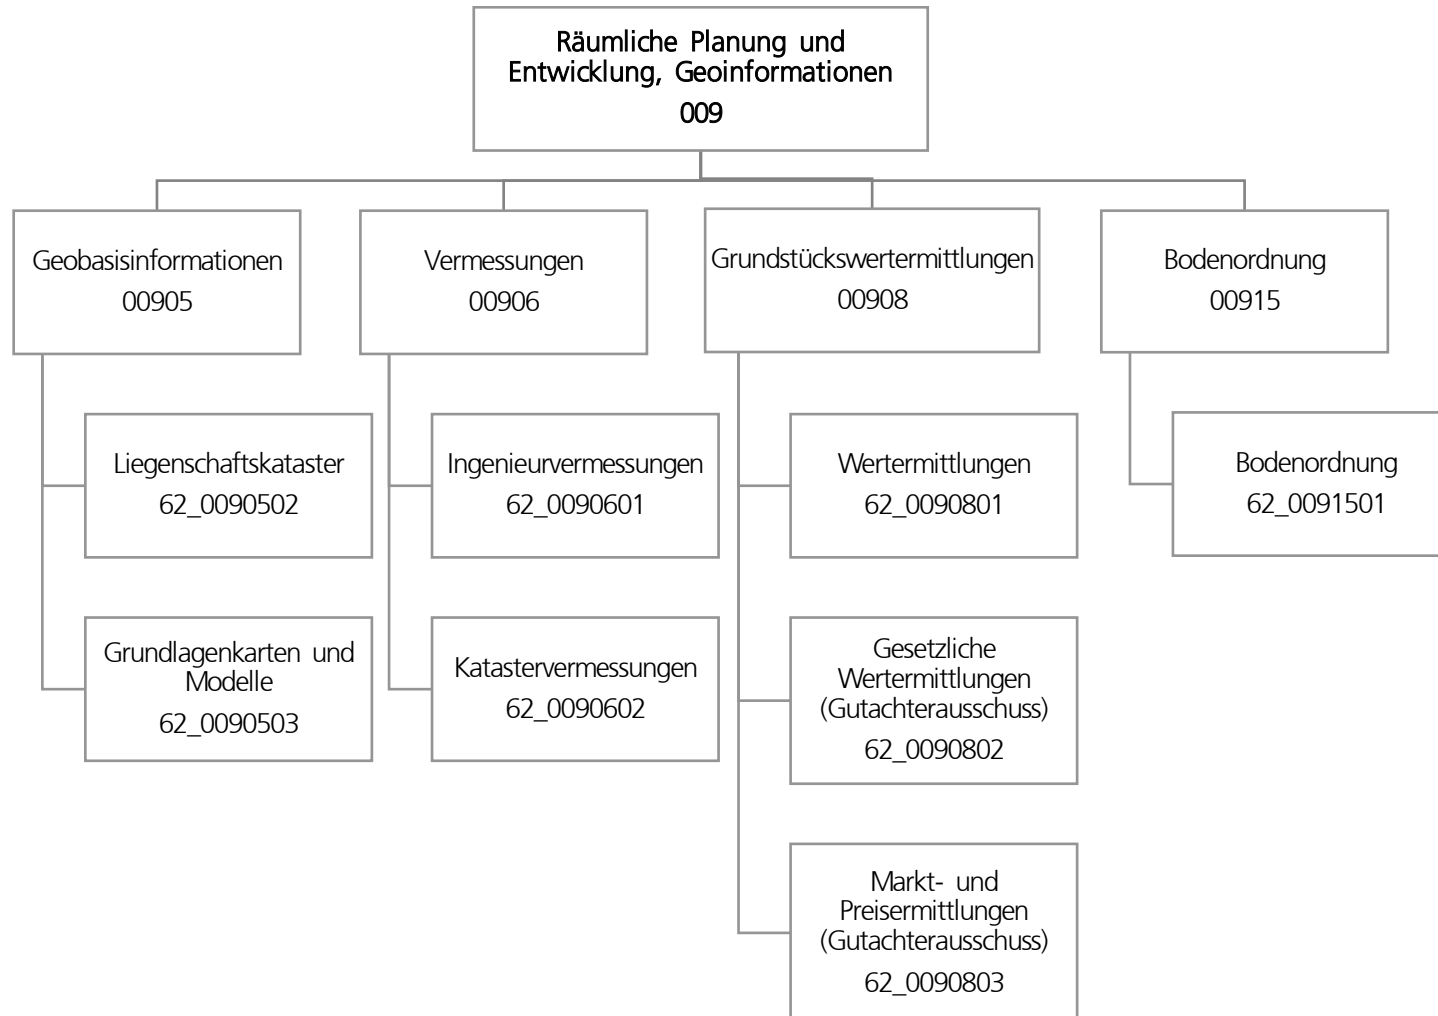 Räumliche Planung und
Entwicklung, Geoinformationen
009
Geobasisinformationen
00905
Vermessungen
00906
Grundstückswertermittlungen
00908
Bodenordnung
00915
Liegenschaftskataster
62_0090502
Ingenieurvermessungen
62_0090601
Wertermittlungen
62_0090801
Bodenordnung
62_0091501
Grundlagenkarten und
Modelle
62_0090503
Katastervermessungen
62_0090602
Gesetzliche
Wertermittlungen
(Gutachterausschuss)
62_0090802
Markt- und
Preisermittlungen
(Gutachterausschuss)
62_0090803